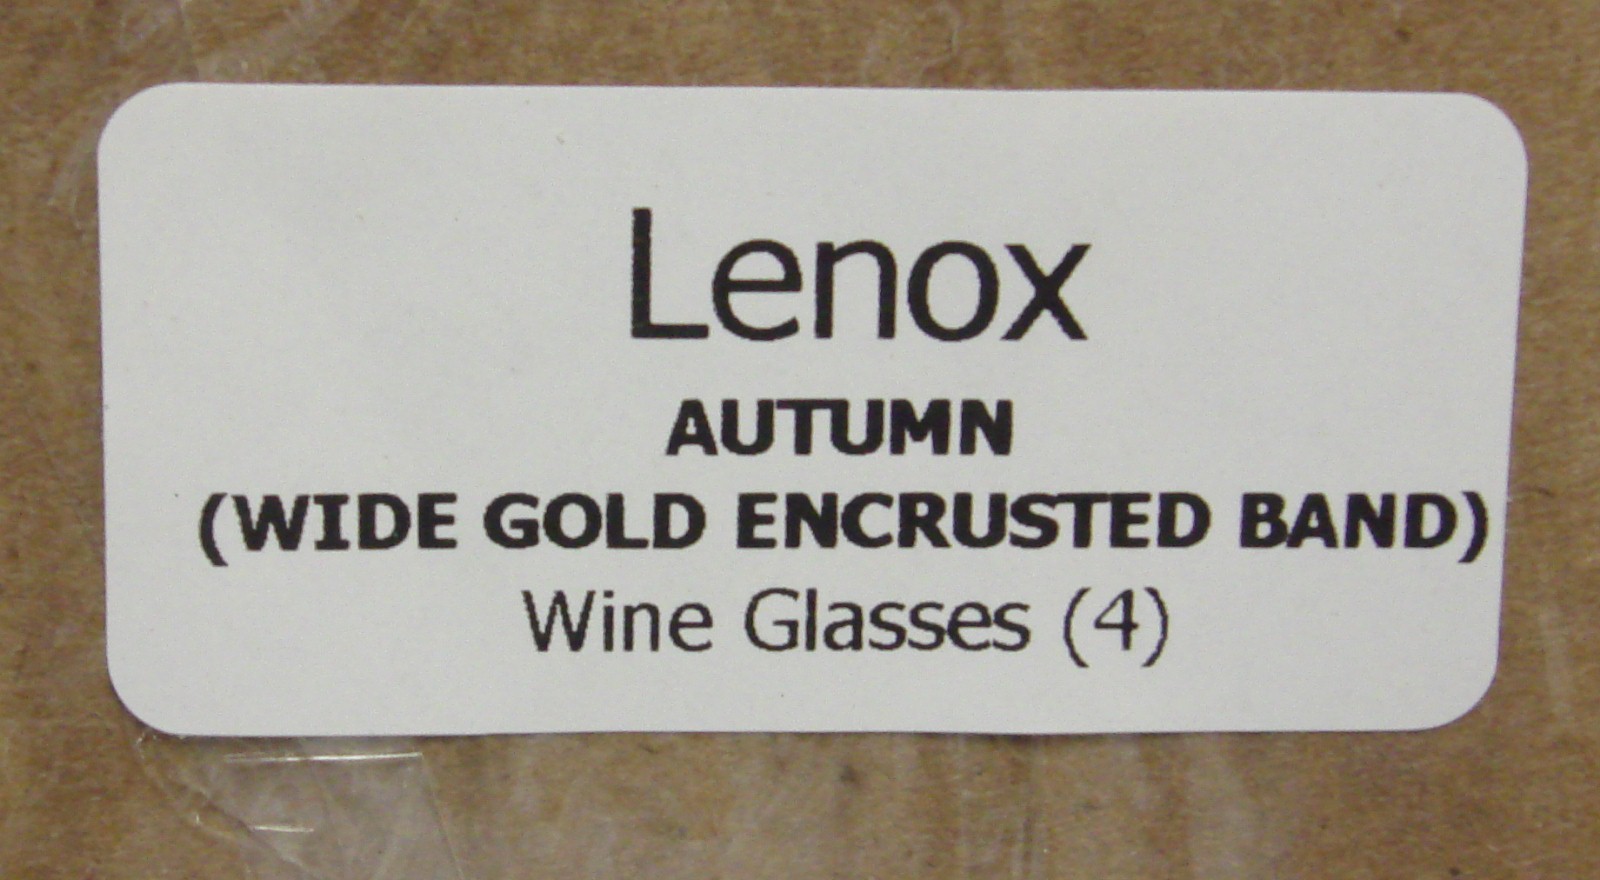 Lenox
AUTUMN
(WIDE GOLD ENCRUSTED BAND)
Wine Glasses (4)